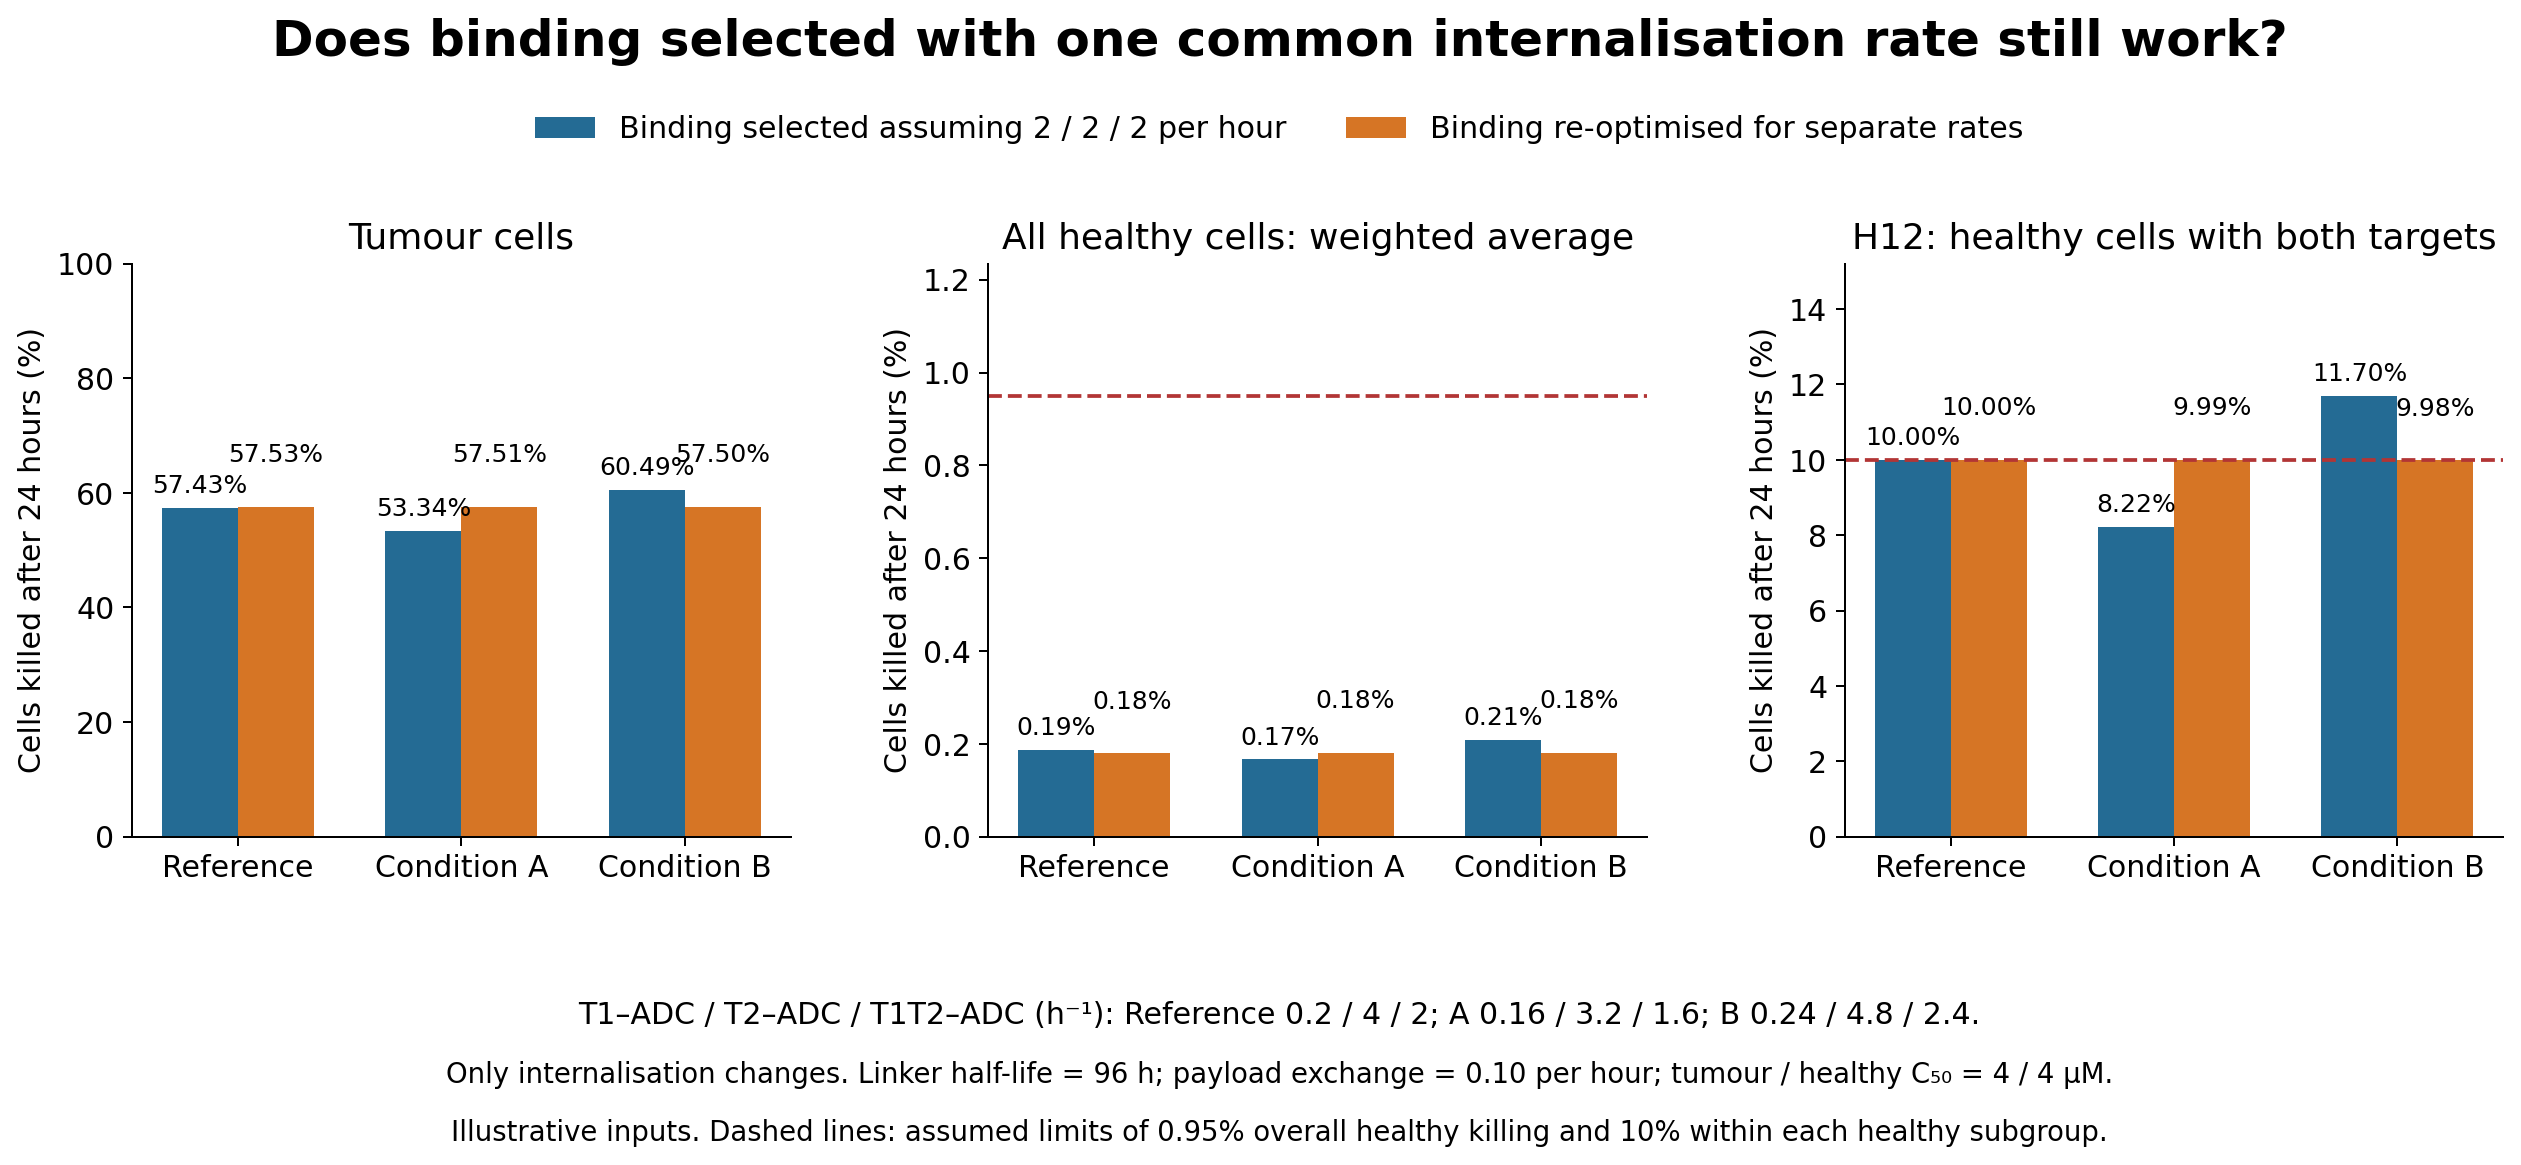 Does binding selected with one common internalisation rate still work?
Binding selected assuming 2 / 2 / 2 per hour
Binding re-optimised for separate rates
Tumour cells
Cells killed after 24 hours (%)
100
80
60
40
20
0
57.43%
57.53%
53.34%
57.51%
60.49%
57.50%
Reference
Condition A
Condition B
All healthy cells: weighted average
Cells killed after 24 hours (%)
1.2
1.0
0.8
0.6
0.4
0.2
0.0
0.19%
0.18%
0.17%
0.18%
0.21%
0.18%
Reference
Condition A
Condition B
H12: healthy cells with both targets
Cells killed after 24 hours (%)
14
12
10
8
6
4
2
0
10.00%
10.00%
8.22%
9.99%
11.70%
9.98%
Reference
Condition A
Condition B
T1–ADC / T2–ADC / T1T2–ADC (h⁻¹): Reference 0.2 / 4 / 2; A 0.16 / 3.2 / 1.6; B 0.24 / 4.8 / 2.4.
Only internalisation changes. Linker half-life = 96 h; payload exchange = 0.10 per hour; tumour / healthy C₅₀ = 4 / 4 µM.
Illustrative inputs. Dashed lines: assumed limits of 0.95% overall healthy killing and 10% within each healthy subgroup.